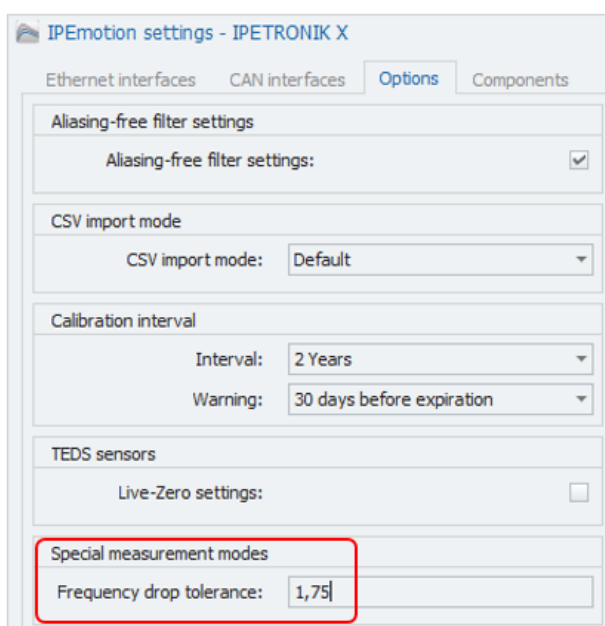 IPEmotion settings - IPETRONIK X
Ethernet interfaces CAN interfaces Options Components
Aliasing-free filter settings
Aliasing-free filter settings:
CSV import mode
CSV import mode: Default
Calibration interval
Interval: 2 Years
Warning: 30 days before expiration
TEDS sensors
Live-Zero settings:
Special measurement modes
Frequency drop tolerance: 1,75